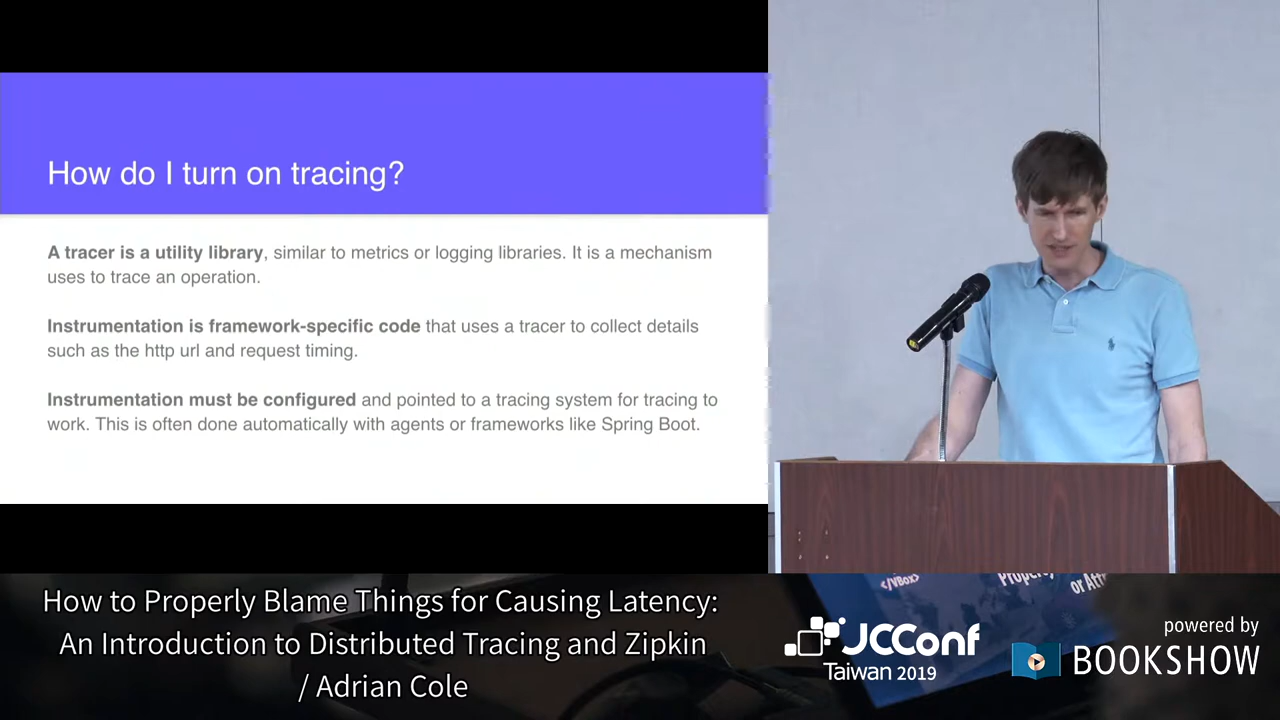 How do I turn on tracing?
A tracer is a utility library, similar to metrics or logging libraries. It is a mechanism
uses to trace an operation.
Instrumentation is framework-specific code that uses a tracer to collect details
such as the http url and request timing.
Instrumentation must be configured and pointed to a tracing system for tracing to
work. This is often done automatically with agents or frameworks like Spring Boot.
How to Properly Blame Things for Causing Latency:
An Introduction to Distributed Tracing and Zipkin
/ Adrian Cole
</VBox>
or
JCConf
Taiwan 2019
powered by
BOOKSHOW